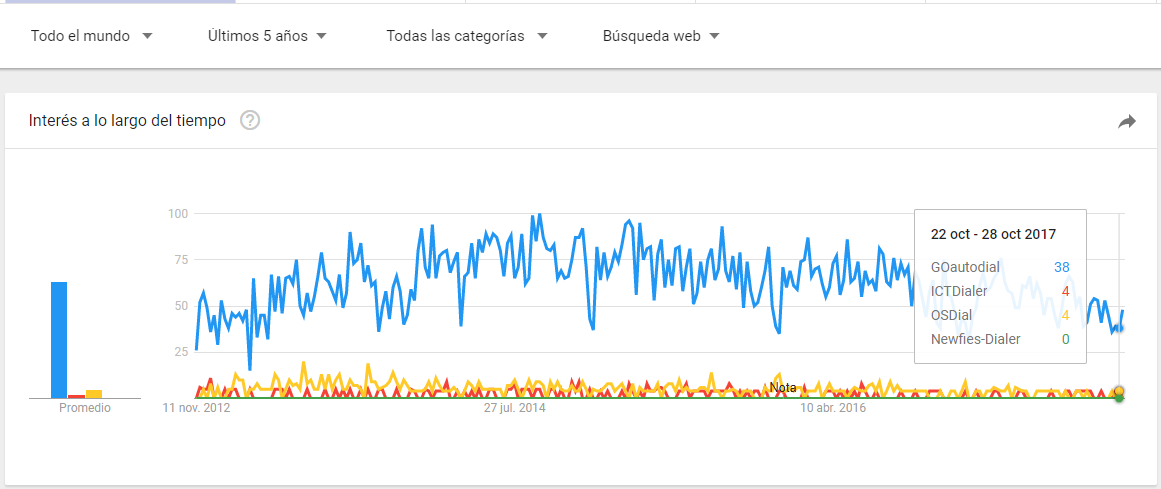 Todo el mundo Últimos 5 años Todas las categorías Búsqueda web
Interés a lo largo del tiempo ?
100
75
50
25
22 oct - 28 oct 2017
GOautodial 38
ICTDialer 4
OSDial 4
Newfies-Dialer 0
Nota
Promedio 11 nov. 2012 27 jul. 2014 10 abr. 2016